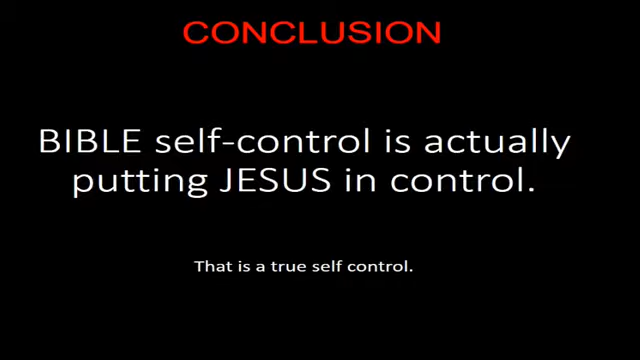 CONCLUSION
BIBLE self-control is actually
putting JESUS in control.
That is a true self control.